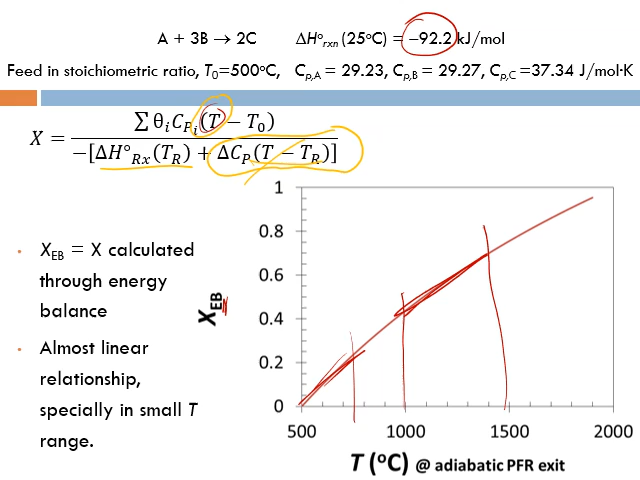 A + 3B → 2C ΔH°rxn (25°C) = –92.2 kJ/mol
Feed in stoichiometric ratio, T0=500°C, Cp,A = 29.23, Cp,B = 29.27, Cp,C =37.34 J/mol·K
X = ∑ θiCPi(T − T0) / −[ΔH°Rx(TR) + ΔCP(T − TR)]
• XEB = X calculated
through energy
balance
• Almost linear
relationship,
specially in small T
range.
XEB
1
0.8
0.6
0.4
0.2
0
500 1000 1500 2000
T (°C) @ adiabatic PFR exit